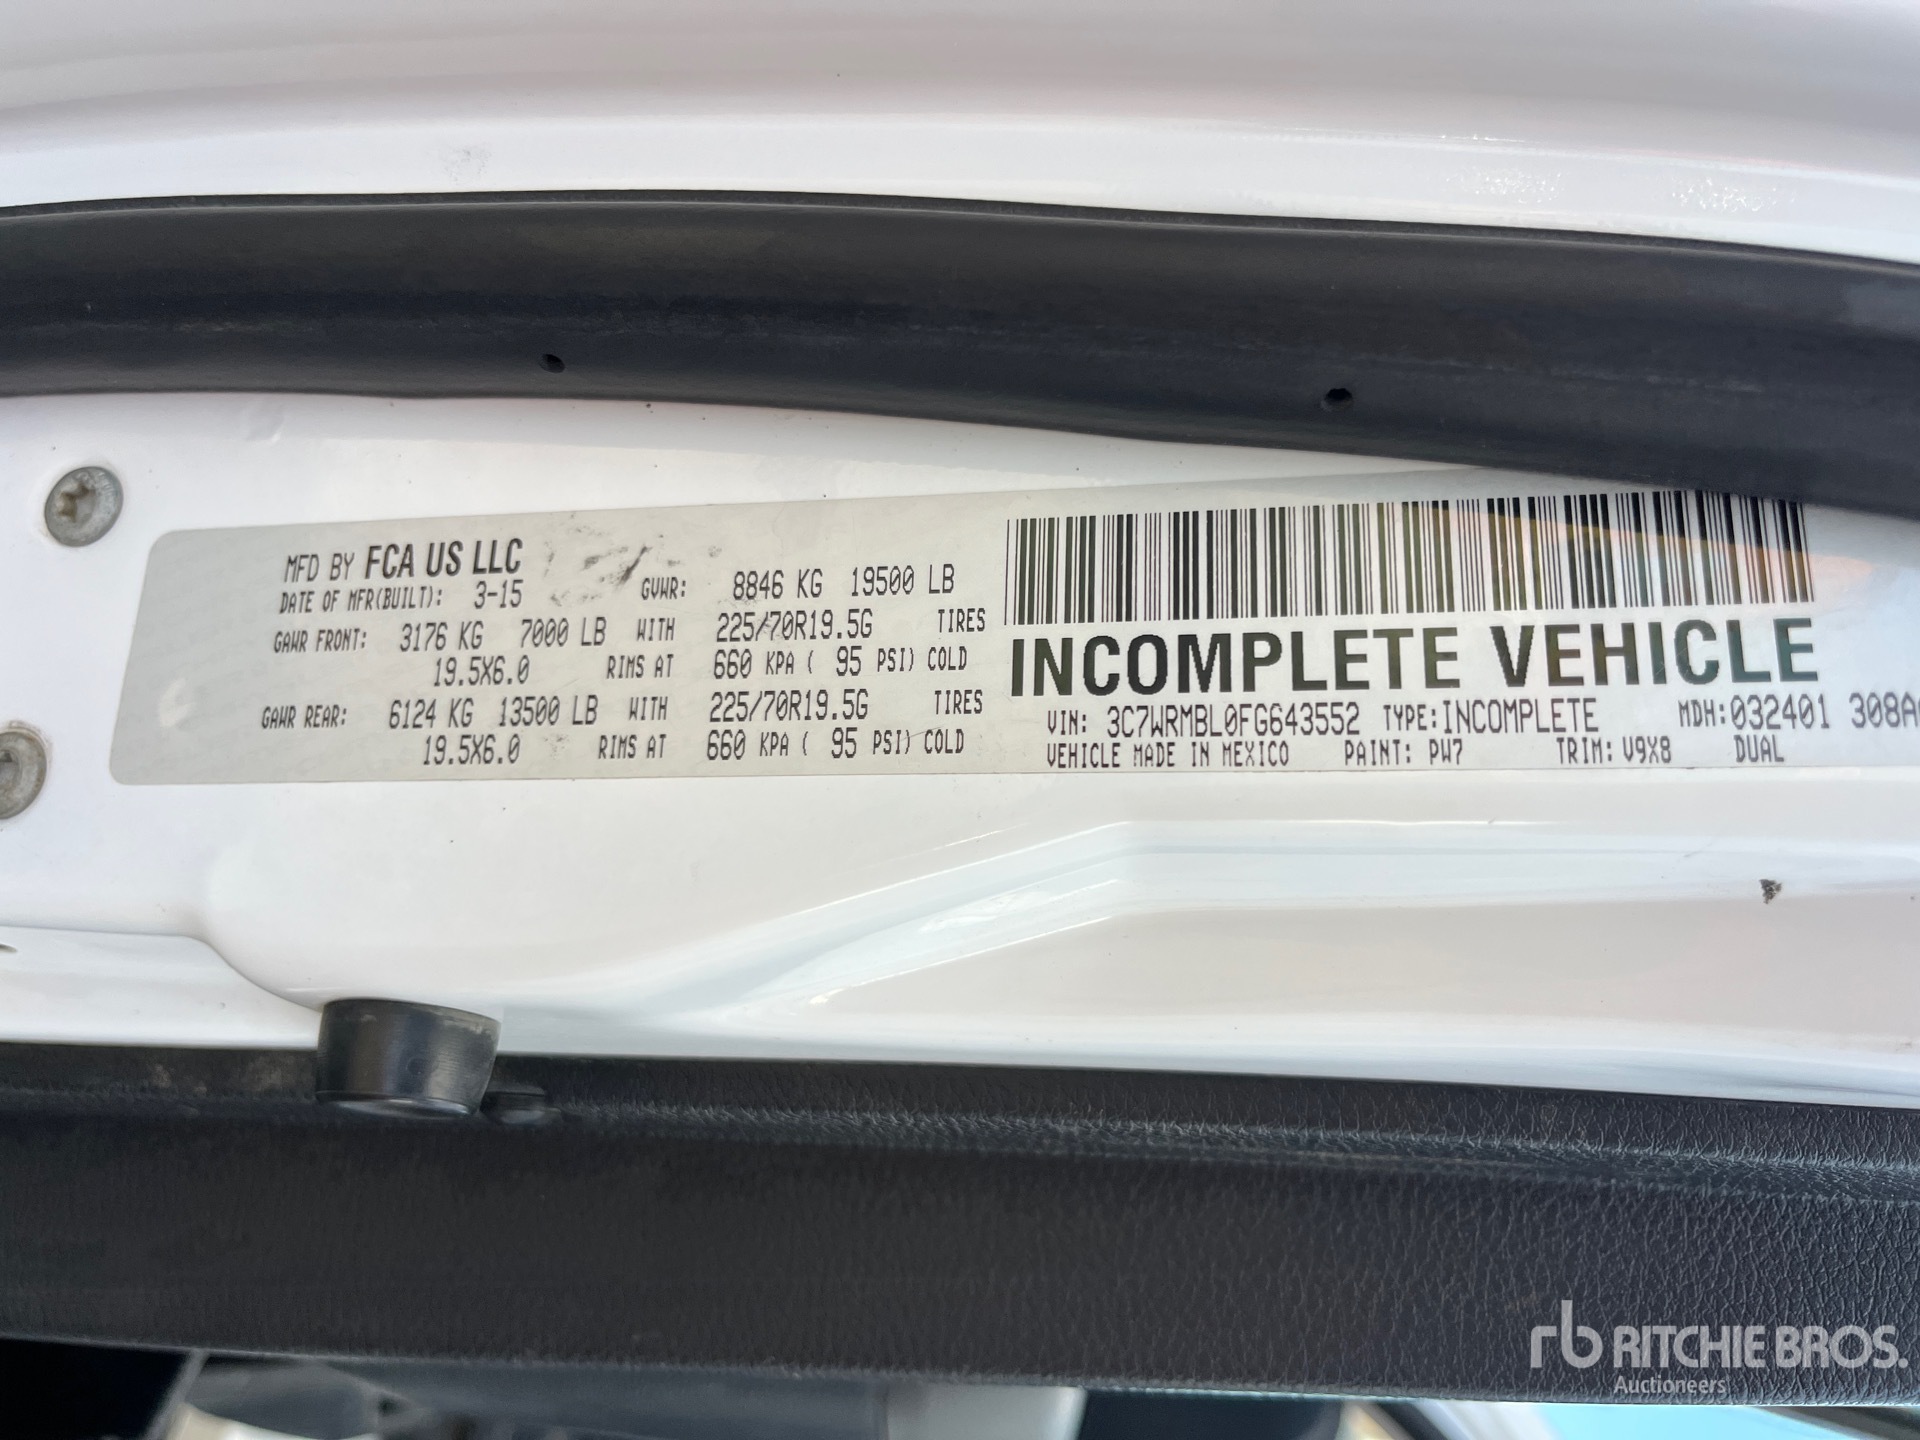 MFD BY FCA US LLC
DATE OF MFR(BUILT): 3-15 GVWR: 8846 KG 19500 LB
GAWR FRONT: 3176 KG 7000 LB WITH 225/70R19.5G TIRES
19.5X6.0 RIMS AT 660 KPA ( 95 PSI) COLD
GAWR REAR: 6124 KG 13500 LB WITH 225/70R19.5G TIRES
19.5X6.0 RIMS AT 660 KPA ( 95 PSI) COLD
INCOMPLETE VEHICLE
VIN: 3C7WRMBL0FG643552 TYPE:INCOMPLETE MDH:032401 308A
VEHICLE MADE IN MEXICO PAINT: PW7 TRIM: V9X8 DUAL
rb RITCHIE BROS.
Auctioneers